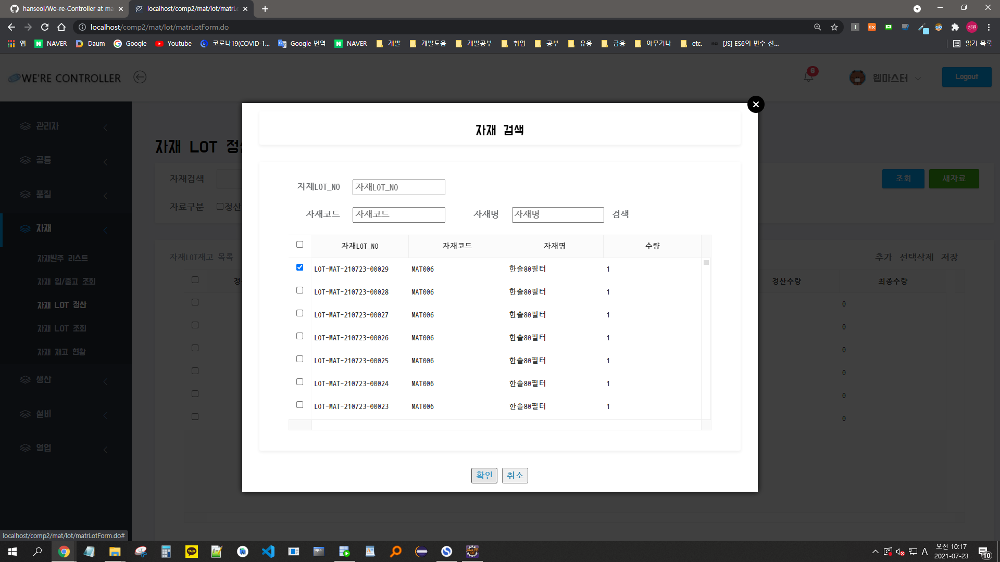 hanseol/We-re-Controller at ma
localhost/comp2/mat/lot/matrLo
localhost/comp2/mat/lot/matrLotForm.do
앱
NAVER
Daum
Google
Youtube
코로나19(COVID-1...
Google 번역
NAVER
개발
개발도움
개발공부
취업
공부
유용
금융
아무거나
etc.
[JS] ES6의 변수 선...
읽기 목록
WE'RE CONTROLLER
6
웹마스터
Logout
관리자
공통
품질
자재
자재발주 리스트
자재 입/출고 조회
자재 LOT 정산
자재 LOT 조회
자재 재고 현황
생산
설비
영업
자재 LOT 정
자재검색
조회
새자료
자료구분
정산
자재LOT재고 목록
추가 선택삭제 저장
정산수량
최종수량
0
0
0
0
0
0
자재 검색
자재LOT_NO
자재LOT_NO
자재코드
자재코드
자재명
자재명
검색
자재LOT_NO 자재코드 자재명 수량
LOT-MAT-210723-00029 MAT006 한솔80필터 1
LOT-MAT-210723-00028 MAT006 한솔80필터 1
LOT-MAT-210723-00027 MAT006 한솔80필터 1
LOT-MAT-210723-00026 MAT006 한솔80필터 1
LOT-MAT-210723-00025 MAT006 한솔80필터 1
LOT-MAT-210723-00024 MAT006 한솔80필터 1
LOT-MAT-210723-00023 MAT006 한솔80필터 1
확인
취소
localhost/comp2/mat/lot/matrLotForm.do#
TALK
A
오전 10:17
2021-07-23
10